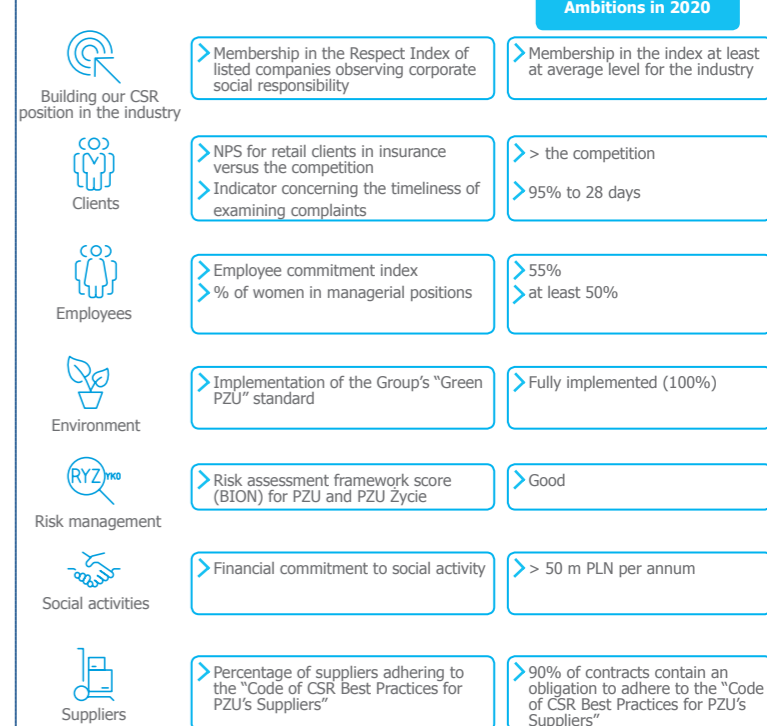 Ambitions in 2020
Building our CSR
position in the industry
Membership in the Respect Index of
listed companies observing corporate
social responsibility
Membership in the index at least
at average level for the industry
Clients
NPS for retail clients in insurance
versus the competition
Indicator concerning the timeliness of
examining complaints
> the competition
95% to 28 days
Employees
Employee commitment index
% of women in managerial positions
55%
at least 50%
Environment
Implementation of the Group's “Green
PZU” standard
Fully implemented (100%)
RYZYKO
Risk management
Risk assessment framework score
(BION) for PZU and PZU Życie
Good
Social activities
Financial commitment to social activity
> 50 m PLN per annum
Suppliers
Percentage of suppliers adhering to
the “Code of CSR Best Practices for
PZU's Suppliers”
90% of contracts contain an
obligation to adhere to the “Code
of CSR Best Practices for PZU's
Suppliers”